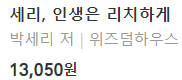 세리, 인생은 리치하게
박세리 저 | 위즈덤하우스
13,050원